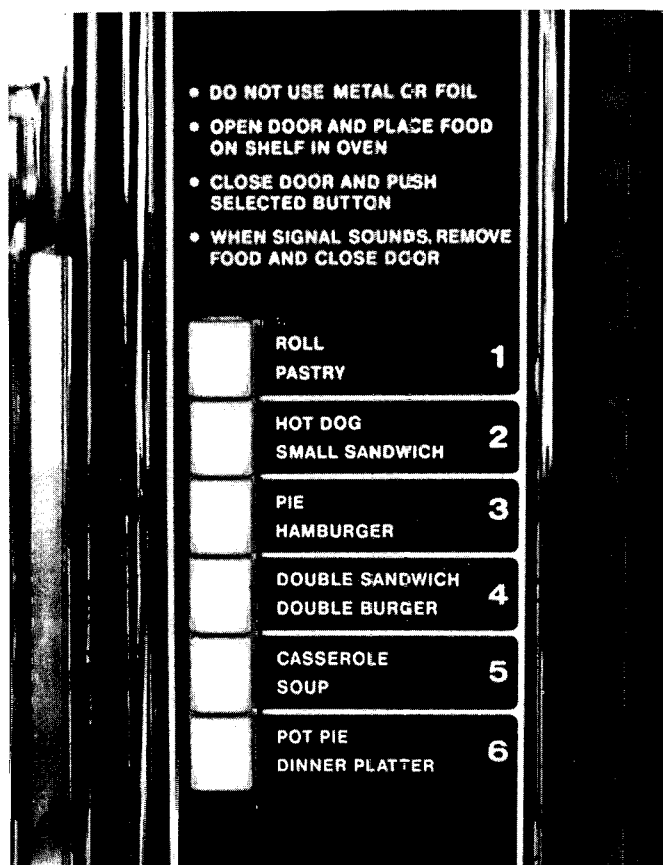 • DO NOT USE METAL OR FOIL
• OPEN DOOR AND PLACE FOOD
ON SHELF IN OVEN
• CLOSE DOOR AND PUSH
SELECTED BUTTON
• WHEN SIGNAL SOUNDS, REMOVE
FOOD AND CLOSE DOOR
ROLL
PASTRY 1
HOT DOG
SMALL SANDWICH 2
PIE
HAMBURGER 3
DOUBLE SANDWICH
DOUBLE BURGER 4
CASSEROLE
SOUP 5
POT PIE
DINNER PLATTER 6